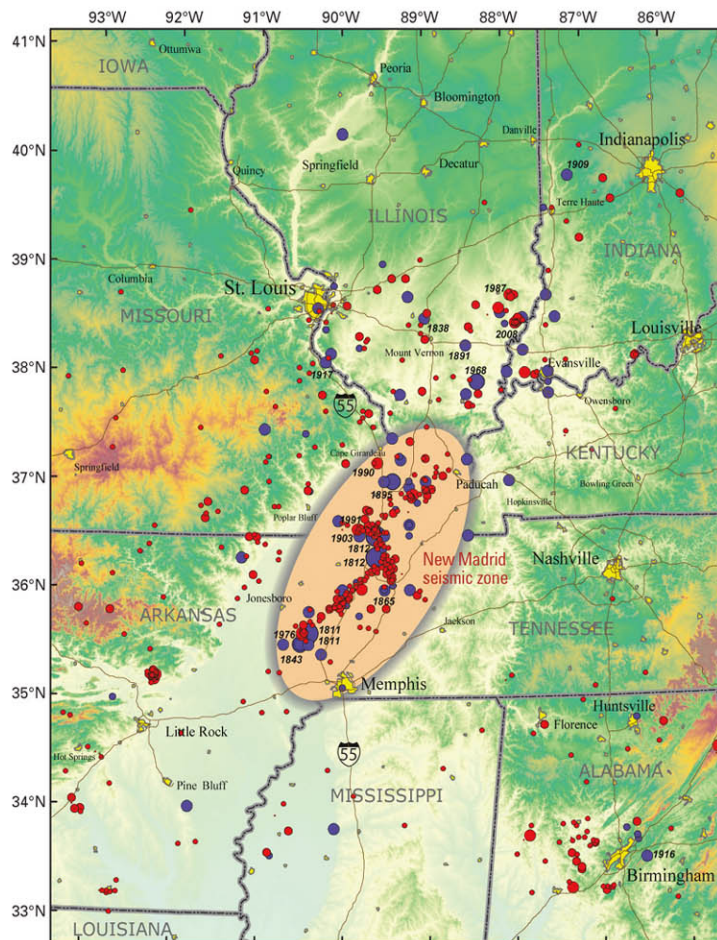 93°W 92°W 91°W 90°W 89°W 88°W 87°W 86°W
41°N
IOWA
Ottumwa
Peoria
Bloomington
Danville
Indianapolis
40°N
Springfield
Decatur
1909
Quincy
Terre Haute
ILLINOIS
INDIANA
39°N
Columbia
St. Louis
1987
MISSOURI
1838
2008
Louisville
Mount Vernon
1891
38°N
1917
1968
Evansville
55
Owensboro
KENTUCKY
Cape Girardeau
Springfield
1990
Paducah
Bowling Green
37°N
1895
Hopkinsville
Poplar Bluff
1991
1903
1812
1812
New Madrid
seismic zone
Nashville
36°N
Jonesboro
1865
ARKANSAS
Jackson
TENNESSEE
1976
1811
1811
1843
Memphis
35°N
Little Rock
Huntsville
Florence
Hot Springs
55
ALABAMA
Pine Bluff
MISSISSIPPI
34°N
1916
Birmingham
33°N
LOUISIANA